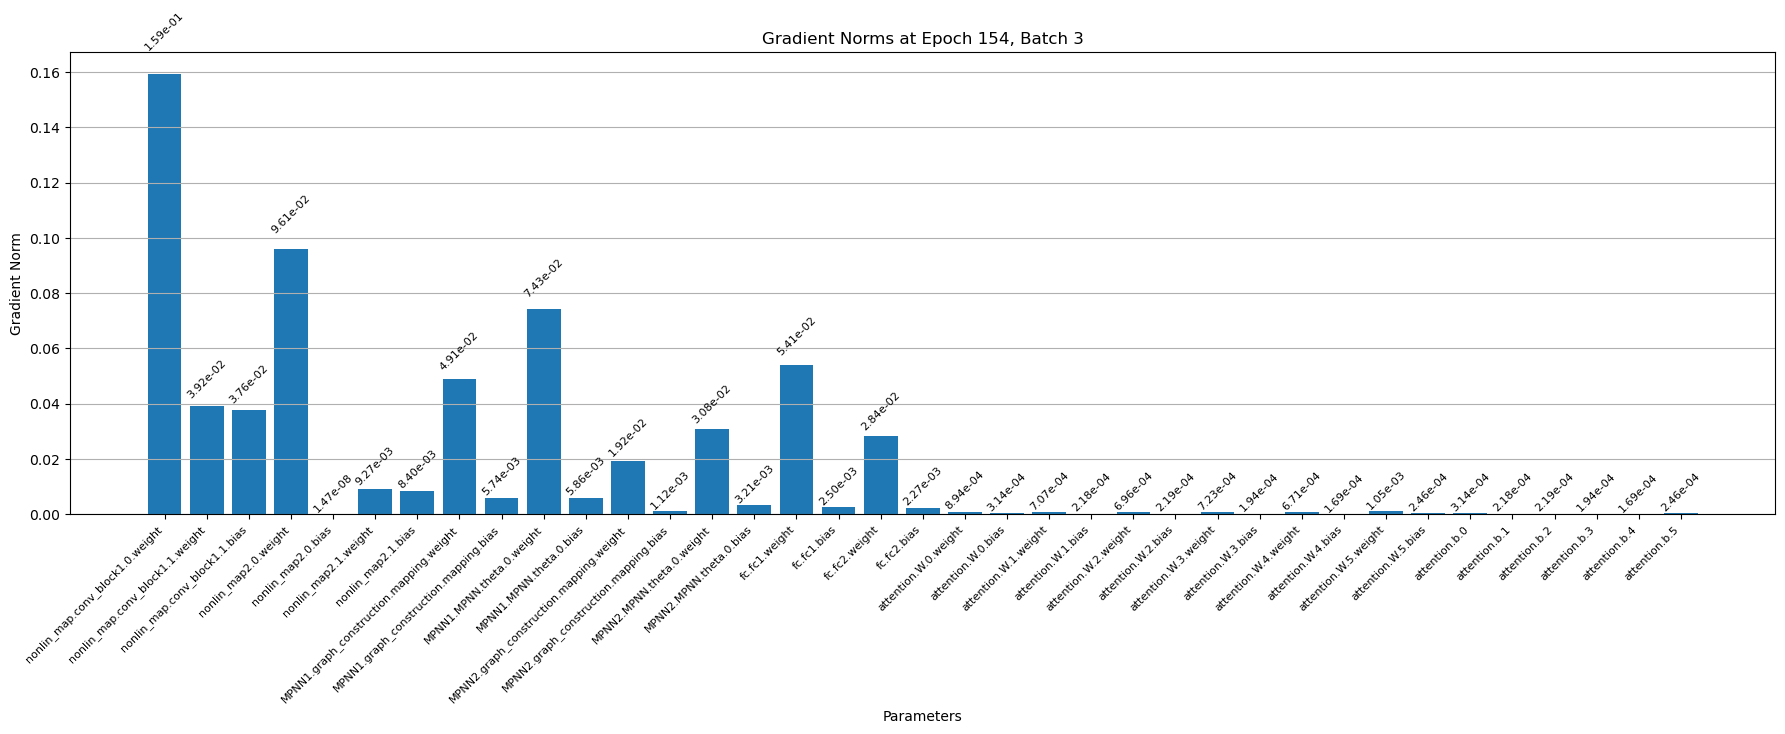 Gradient Norms at Epoch 154, Batch 3
Gradient Norm
0.16
0.14
0.12
0.10
0.08
0.06
0.04
0.02
0.00
1.59e-01
3.92e-02
3.76e-02
9.61e-02
1.47e-08
9.27e-03
8.40e-03
4.91e-02
5.74e-03
7.43e-02
5.86e-03
1.92e-02
1.12e-03
3.08e-02
3.21e-03
5.41e-02
2.50e-03
2.84e-02
2.27e-03
8.94e-04
3.14e-04
7.07e-04
2.18e-04
6.96e-04
2.19e-04
7.23e-04
1.94e-04
6.71e-04
1.69e-04
1.05e-03
2.46e-04
3.14e-04
2.18e-04
2.19e-04
1.94e-04
1.69e-04
2.46e-04
nonlin_map.conv_block1.0.weight
nonlin_map.conv_block1.1.weight
nonlin_map.conv_block1.1.bias
nonlin_map2.0.weight
nonlin_map2.0.bias
nonlin_map2.1.weight
nonlin_map2.1.bias
MPNN1.graph_construction.mapping.weight
MPNN1.graph_construction.mapping.bias
MPNN1.MPNN.theta.0.weight
MPNN1.MPNN.theta.0.bias
MPNN2.graph_construction.mapping.weight
MPNN2.graph_construction.mapping.bias
MPNN2.MPNN.theta.0.weight
MPNN2.MPNN.theta.0.bias
fc.fc1.weight
fc.fc1.bias
fc.fc2.weight
fc.fc2.bias
attention.W.0.weight
attention.W.0.bias
attention.W.1.weight
attention.W.1.bias
attention.W.2.weight
attention.W.2.bias
attention.W.3.weight
attention.W.3.bias
attention.W.4.weight
attention.W.4.bias
attention.W.5.weight
attention.W.5.bias
attention.b.0
attention.b.1
attention.b.2
attention.b.3
attention.b.4
attention.b.5
Parameters